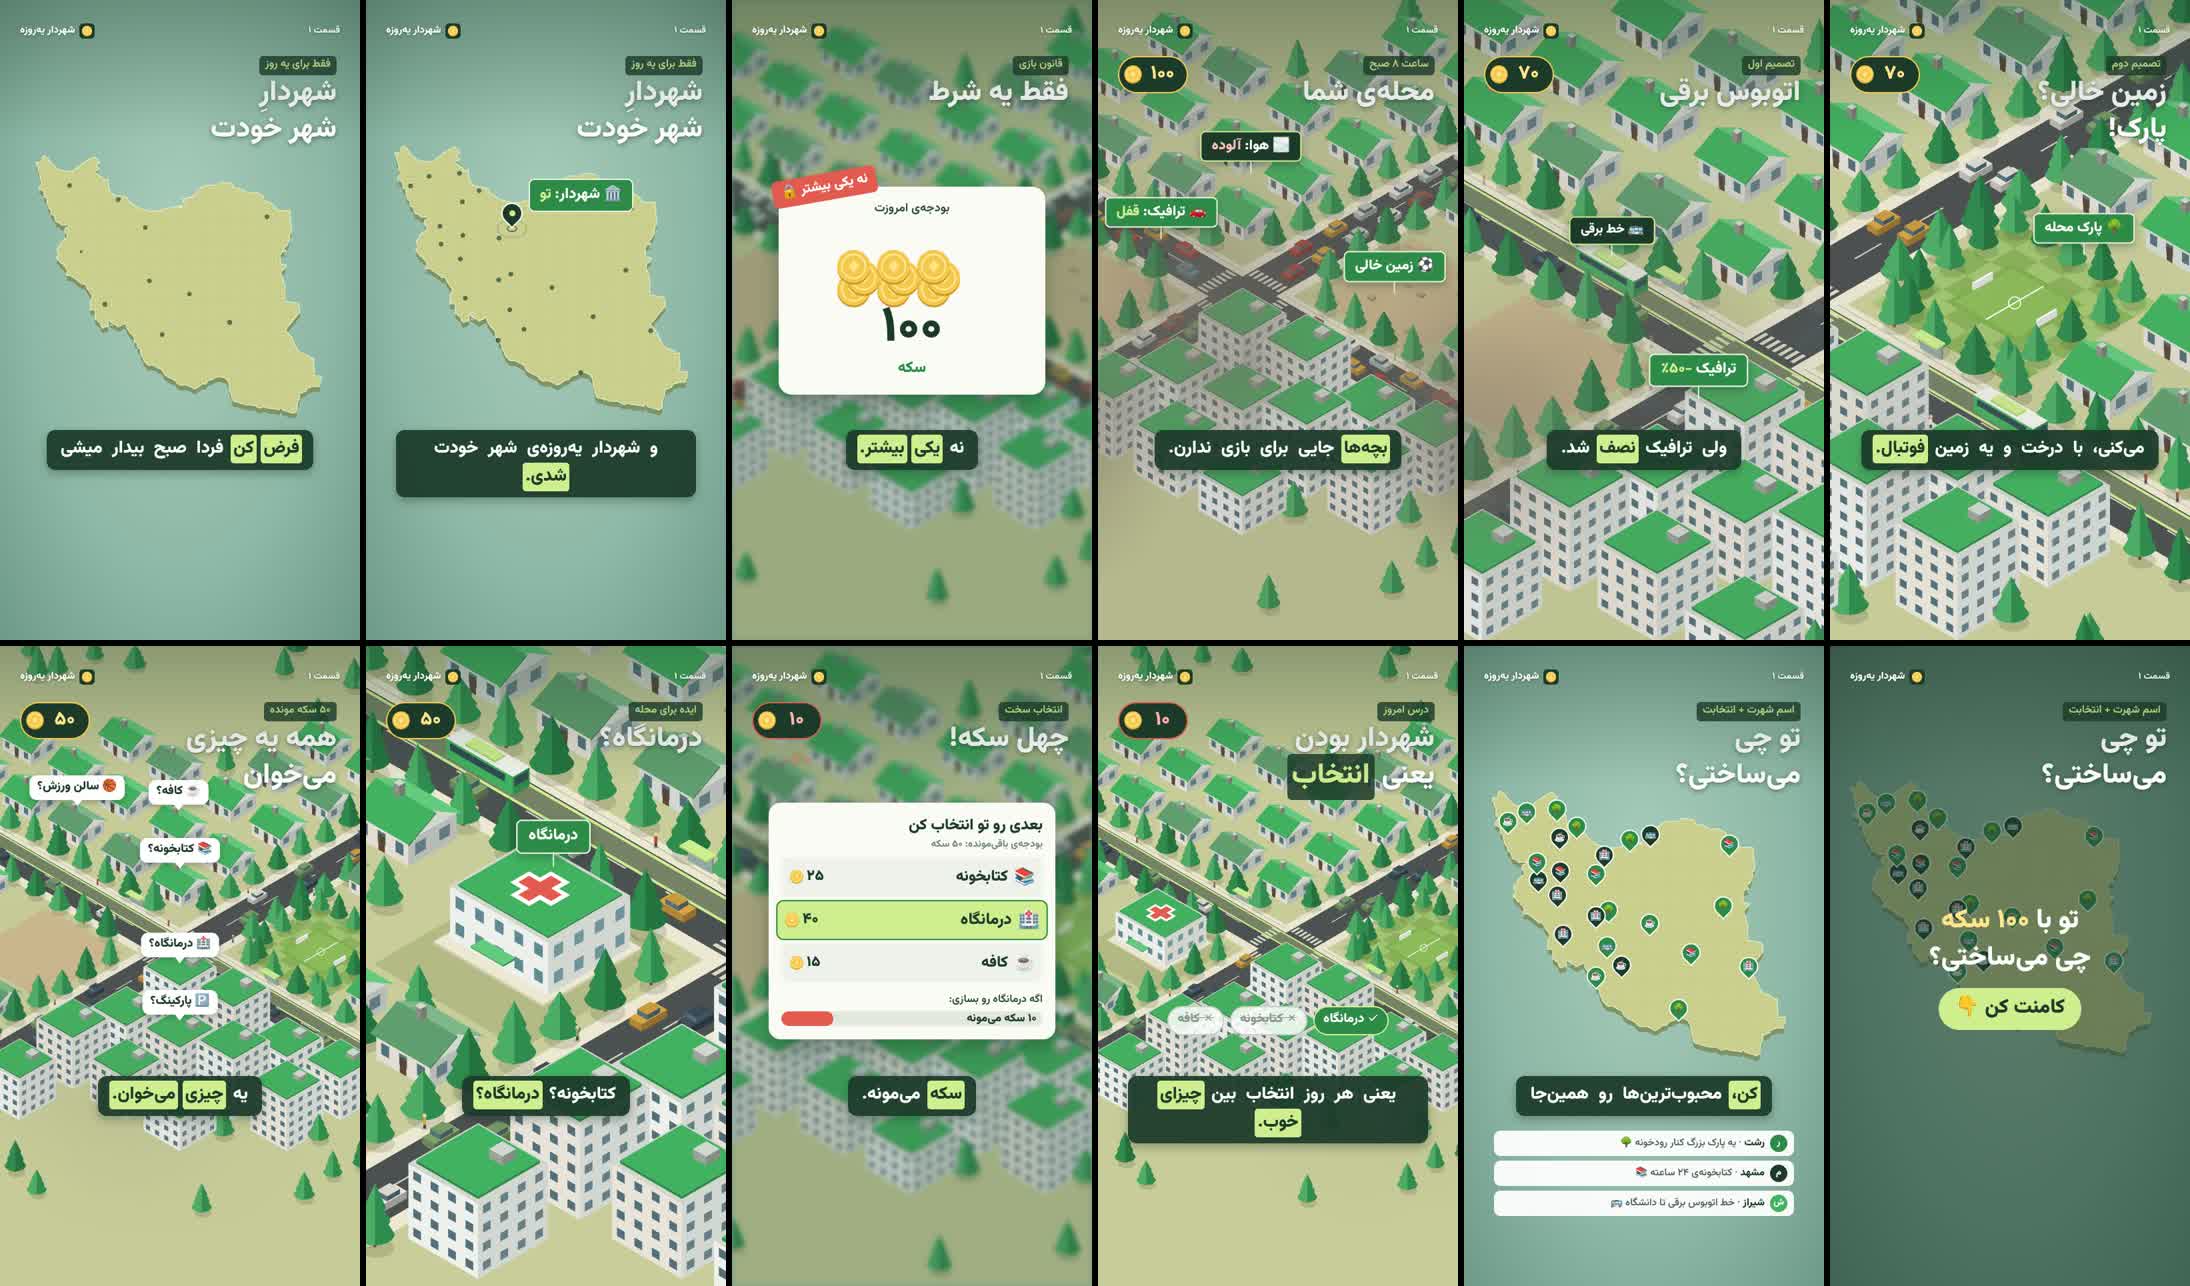 شهردار یه‌روزه
قسمت ۱
فقط برای یه روز
شهردارِ
شهر خودت
فرض کن فردا صبح بیدار میشی
شهردار یه‌روزه
قسمت ۱
فقط برای یه روز
شهردارِ
شهر خودت
🏛️ شهردار: تو
و شهردار یه‌روزه‌ی شهر خودت
شدی.
شهردار یه‌روزه
قسمت ۱
قانون بازی
فقط یه شرط
نه یکی بیشتر 🔒
بودجه‌ی امروزت
۱۰۰
سکه
نه یکی بیشتر.
شهردار یه‌روزه
قسمت ۱
۱۰۰
ساعت ۸ صبح
محله‌ی شما
هوا: آلوده
🚗 ترافیک: قفل
⚽ زمین خالی
بچه‌ها جایی برای بازی ندارن.
شهردار یه‌روزه
قسمت ۱
۷۰
تصمیم اول
اتوبوس برقی
🚌 خط برقی
ترافیک −۵۰٪
ولی ترافیک نصف شد.
شهردار یه‌روزه
قسمت ۱
۷۰
تصمیم دوم
زمین خالی؟
پارک!
🌳 پارک محله
می‌کنی، با درخت و یه زمین فوتبال.
شهردار یه‌روزه
قسمت ۱
۵۰
۵۰ سکه مونده
همه یه چیزی
می‌خوان
🏀 سالن ورزش؟
☕ کافه؟
📚 کتابخونه؟
🏥 درمانگاه؟
🅿️ پارکینگ؟
یه چیزی می‌خوان.
شهردار یه‌روزه
قسمت ۱
۵۰
ایده برای محله
درمانگاه؟
درمانگاه
کتابخونه؟ درمانگاه؟
شهردار یه‌روزه
قسمت ۱
۱۰
انتخاب سخت
چهل سکه!
بعدی رو تو انتخاب کن
بودجه‌ی باقی‌مونده: ۵۰ سکه
📚 کتابخونه ۲۵
🏥 درمانگاه ۴۰
☕ کافه ۱۵
اگه درمانگاه رو بسازی:
۱۰ سکه می‌مونه
سکه می‌مونه.
شهردار یه‌روزه
قسمت ۱
۱۰
درس امروز
شهردار بودن
یعنی انتخاب
✓ درمانگاه
✕ کتابخونه
✕ کافه
یعنی هر روز انتخاب بین چیزای
خوب.
شهردار یه‌روزه
قسمت ۱
اسم شهرت + انتخابت
تو چی
می‌ساختی؟
کن، محبوب‌ترین‌ها رو همین‌جا
ر رشت · یه پارک بزرگ کنار رودخونه 🌳
م مشهد · کتابخونه‌ی ۲۴ ساعته 📚
ش شیراز · خط اتوبوس برقی تا دانشگاه 🚌
شهردار یه‌روزه
قسمت ۱
اسم شهرت + انتخابت
تو چی
می‌ساختی؟
تو با ۱۰۰ سکه
چی می‌ساختی؟
کامنت کن 👇